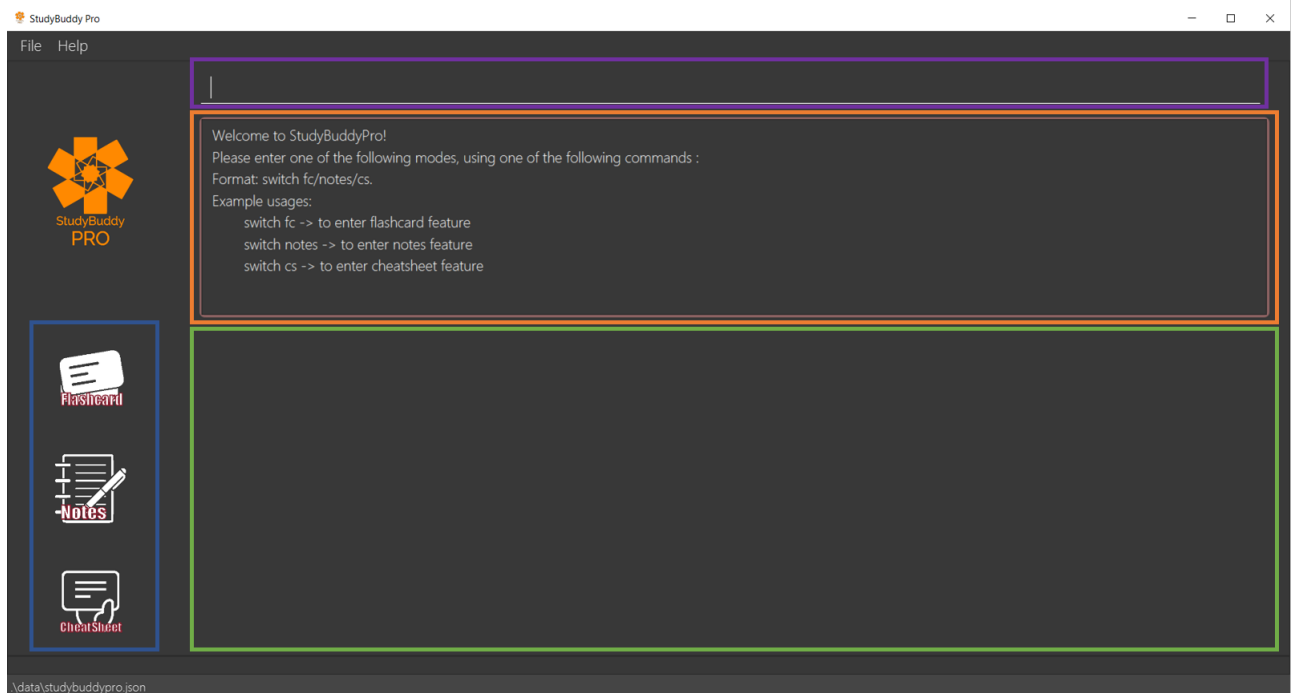 StudyBuddy Pro
File Help
StudyBuddy
PRO
Welcome to StudyBuddyPro!
Please enter one of the following modes, using one of the following commands :
Format: switch fc/notes/cs.
Example usages:
switch fc -> to enter flashcard feature
switch notes -> to enter notes feature
switch cs -> to enter cheatsheet feature
Flashcard
Notes
CheatSheet
\data\studybuddypro.json